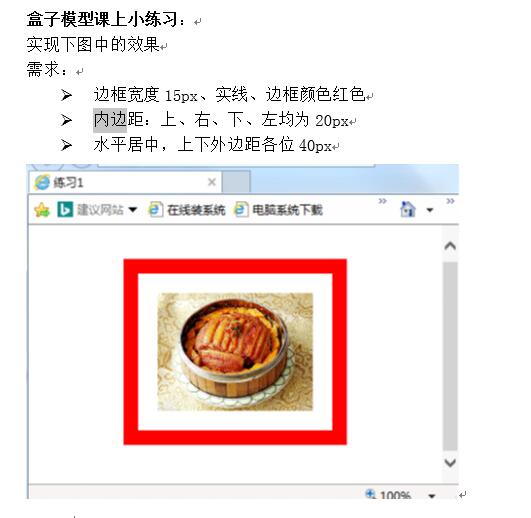 盒子模型课上小练习：
实现下图中的效果
需求：
边框宽度 15px、实线、边框颜色红色
内边距：上、右、下、左均为 20px
水平居中，上下外边距各位 40px
练习1
建议网站 在线装系统 电脑系统下载
100%